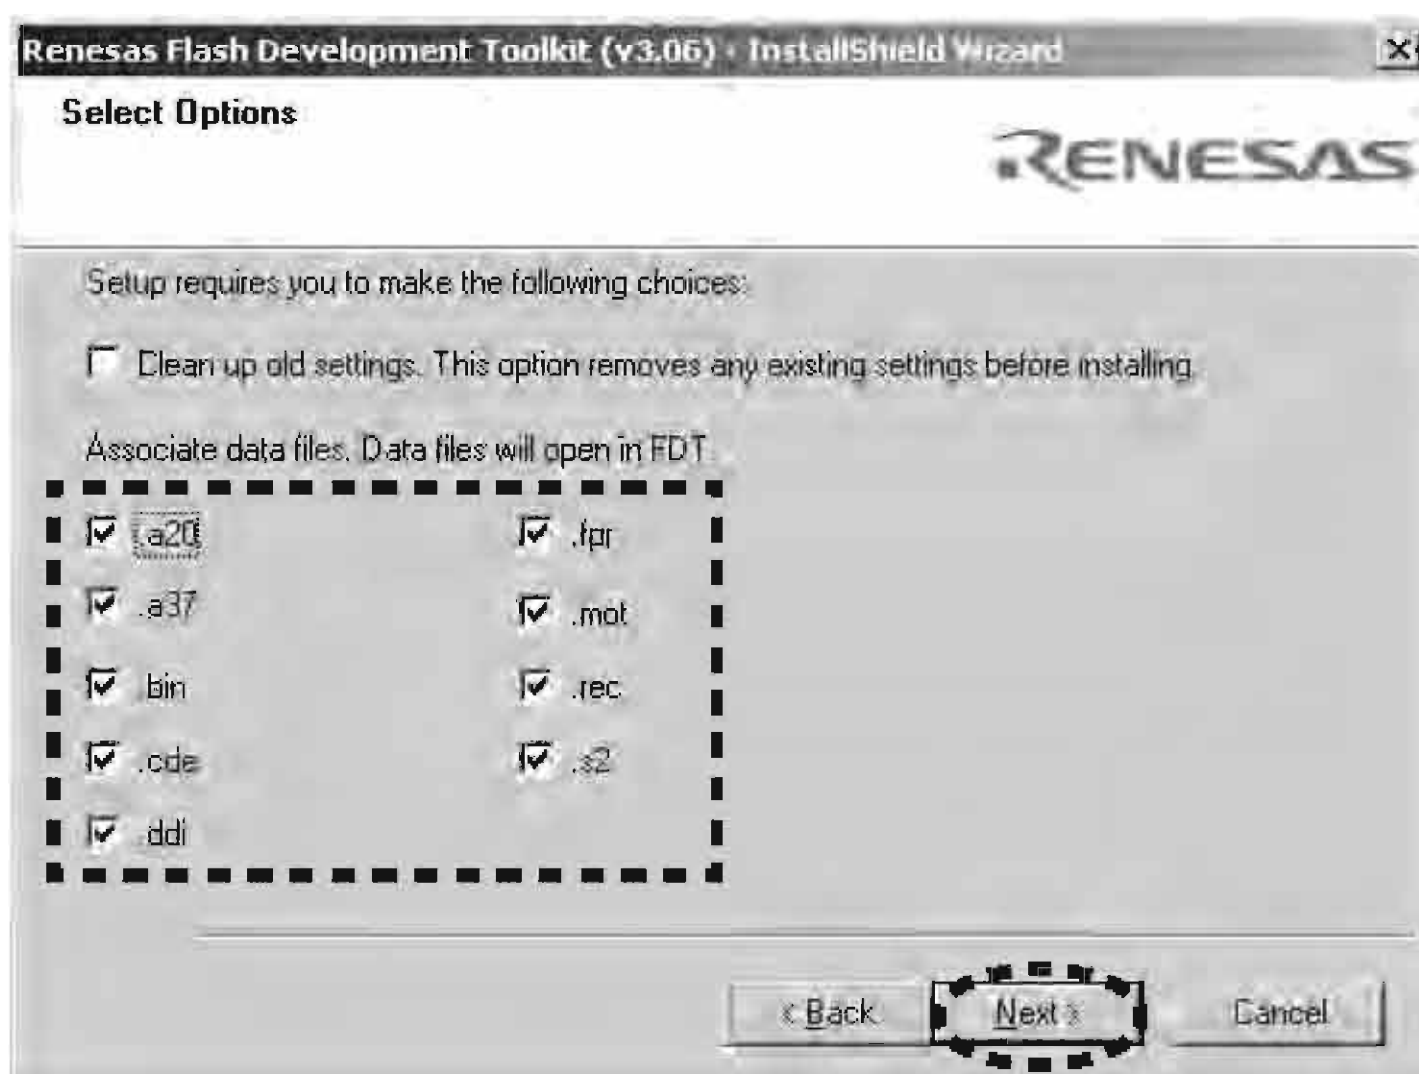 Renesas Flash Development Toolkit (v3.06) - InstallShield Wizard
Select Options
RENESAS
Setup requires you to make the following choices:
Clean up old settings. This option removes any existing settings before installing.
Associate data files. Data files will open in FDT.
.a20 .fpr
.a37 .mot
.bin .rec
.cde .s2
.ddi
< Back Next > Cancel